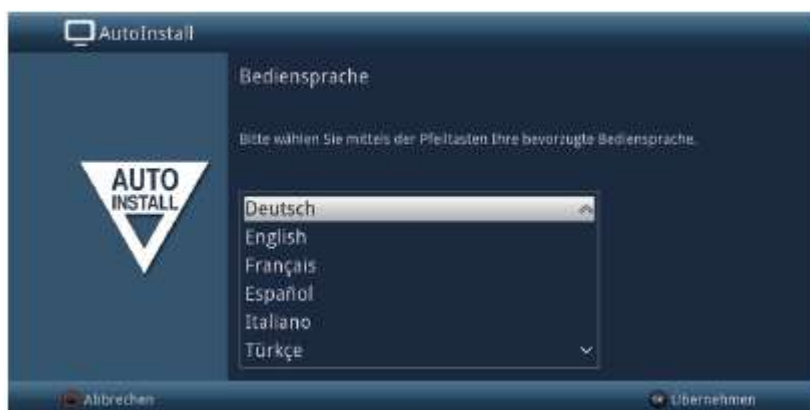 AutoInstall
Bediensprache
Bitte wählen Sie mittels der Pfeiltasten Ihre bevorzugte Bediensprache.
AUTO
INSTALL
Deutsch
English
Français
Español
Italiano
Türkçe
Abbrechen
OK Übernehmen